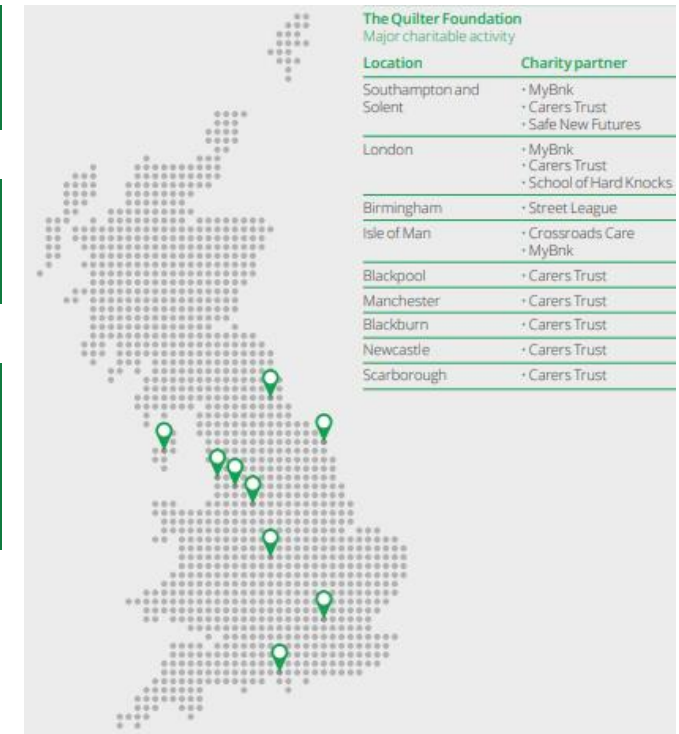 The Quilter Foundation
Major charitable activity
Location Charity partner
Southampton and Solent
• MyBnk
• Carers Trust
• Safe New Futures
London
• MyBnk
• Carers Trust
• School of Hard Knocks
Birmingham • Street League
Isle of Man
• Crossroads Care
• MyBnk
Blackpool • Carers Trust
Manchester • Carers Trust
Blackburn • Carers Trust
Newcastle • Carers Trust
Scarborough • Carers Trust